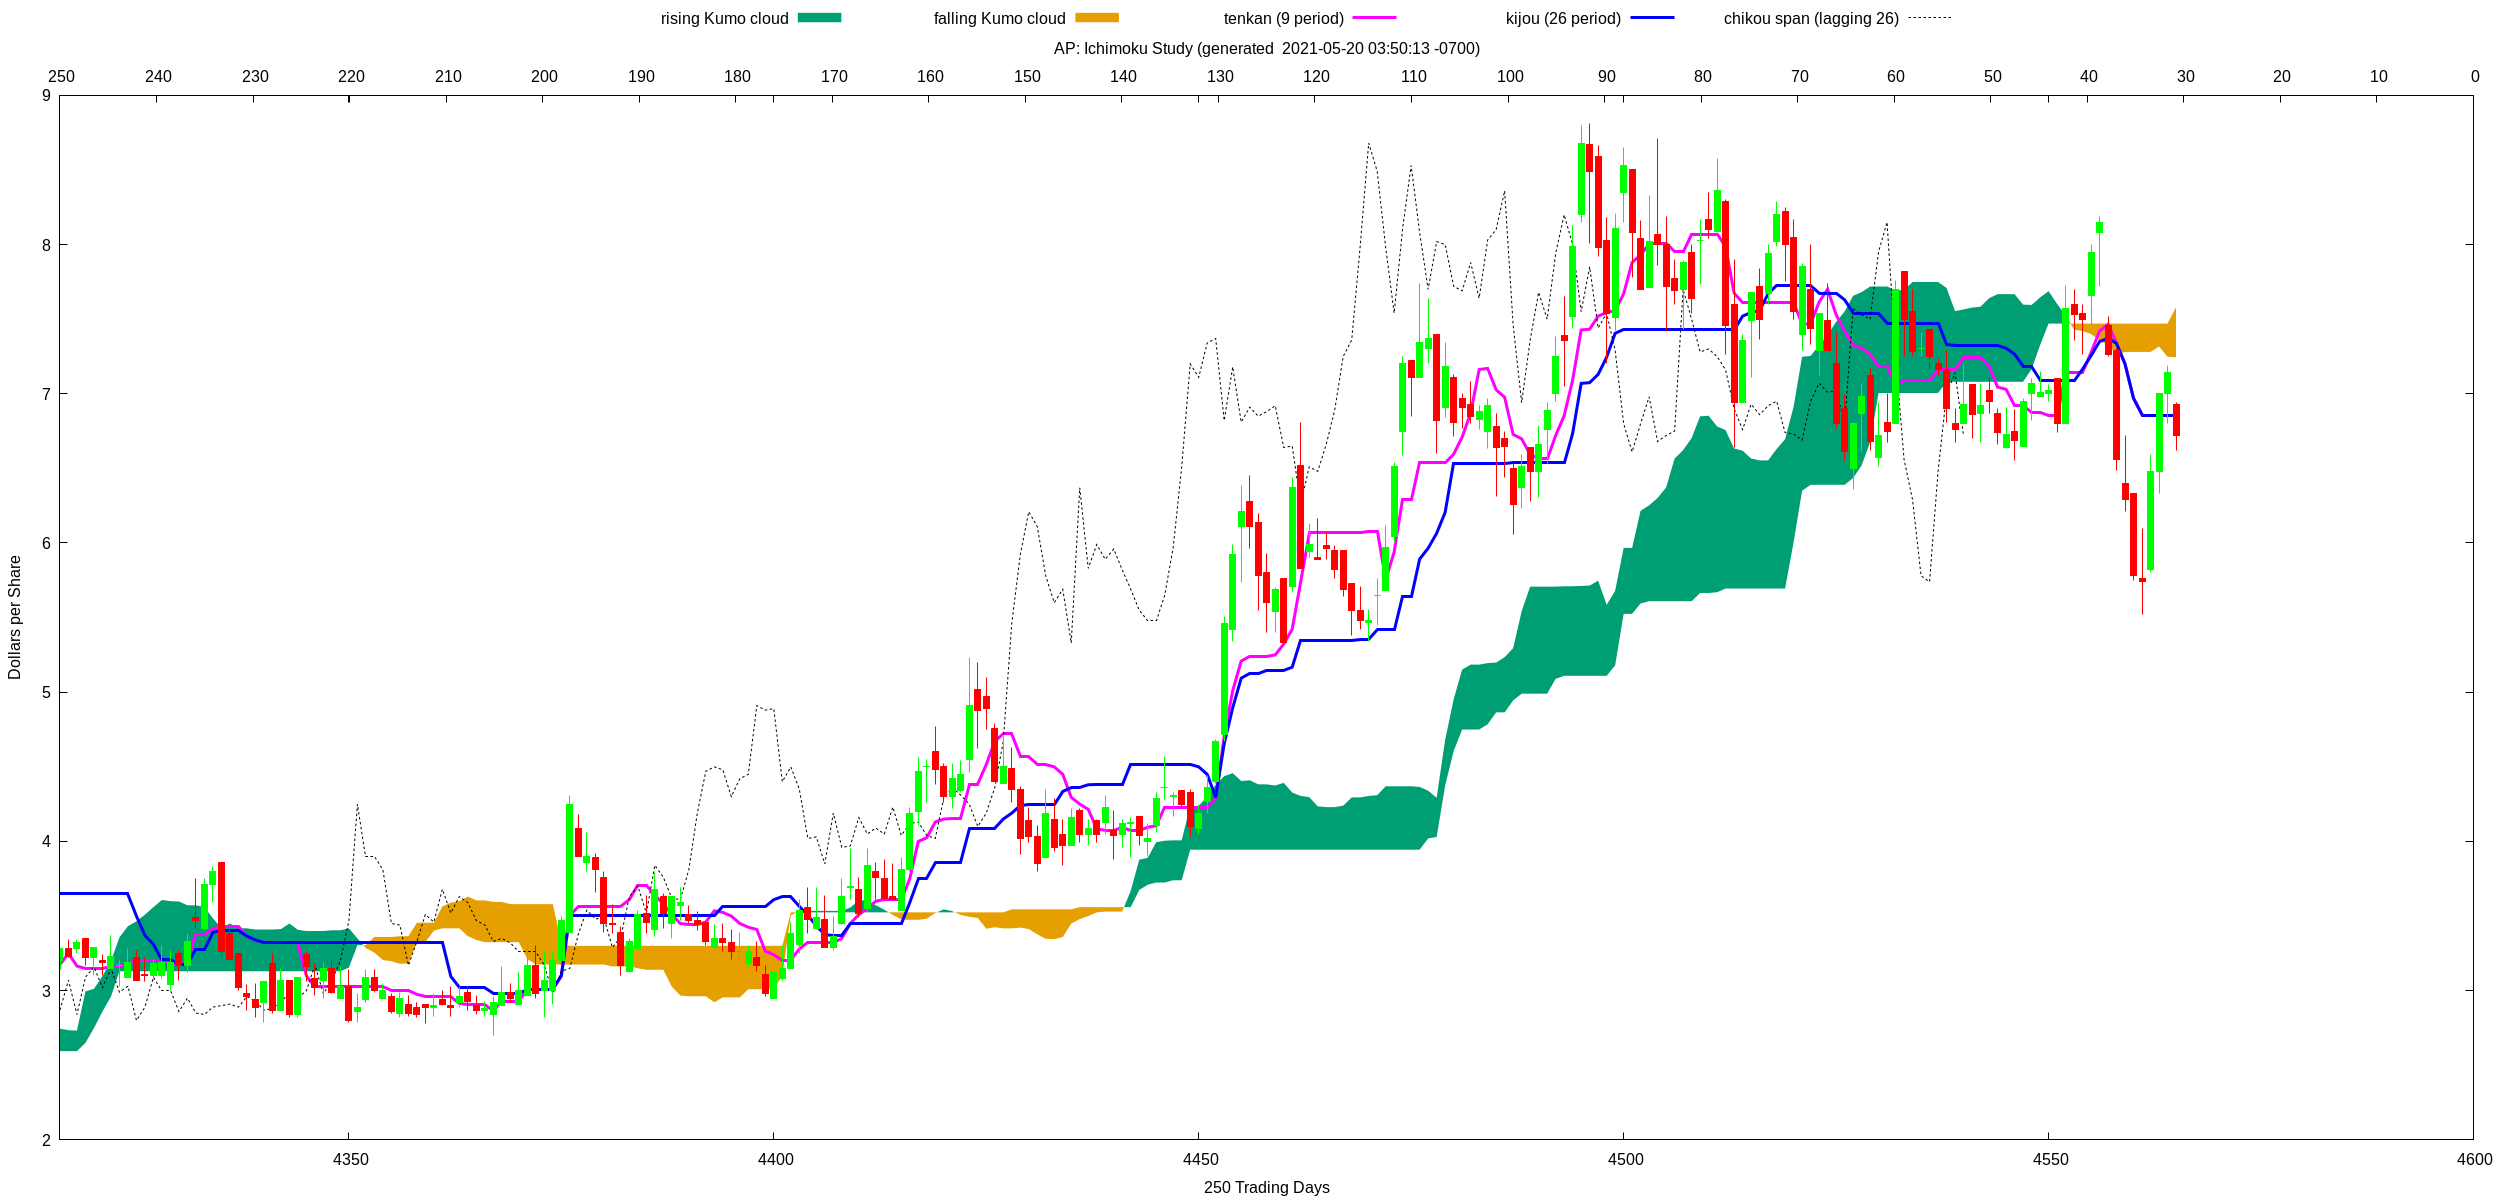 rising Kumo cloud falling Kumo cloud tenkan (9 period) kijou (26 period) chikou span (lagging 26)
AP: Ichimoku Study (generated  2021-05-20 03:50:13 -0700)
250 240 230 220 210 200 190 180 170 160 150 140 130 120 110 100 90 80 70 60 50 40 30 20 10 0
9
8
7
6
5
4
3
2
Dollars per Share
4350 4400 4450 4500 4550 4600
250 Trading Days